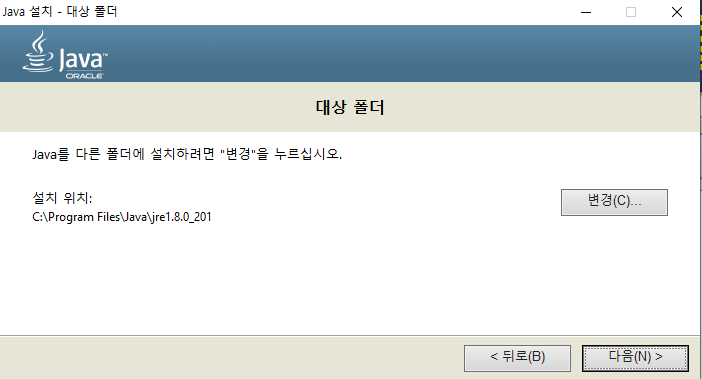 Java 설치 - 대상 폴더
Java™
ORACLE
대상 폴더
Java를 다른 폴더에 설치하려면 "변경"을 누르십시오.
설치 위치:
변경(C)...
C:\Program Files\Java\jre1.8.0_201
< 뒤로(B)
다음(N) >